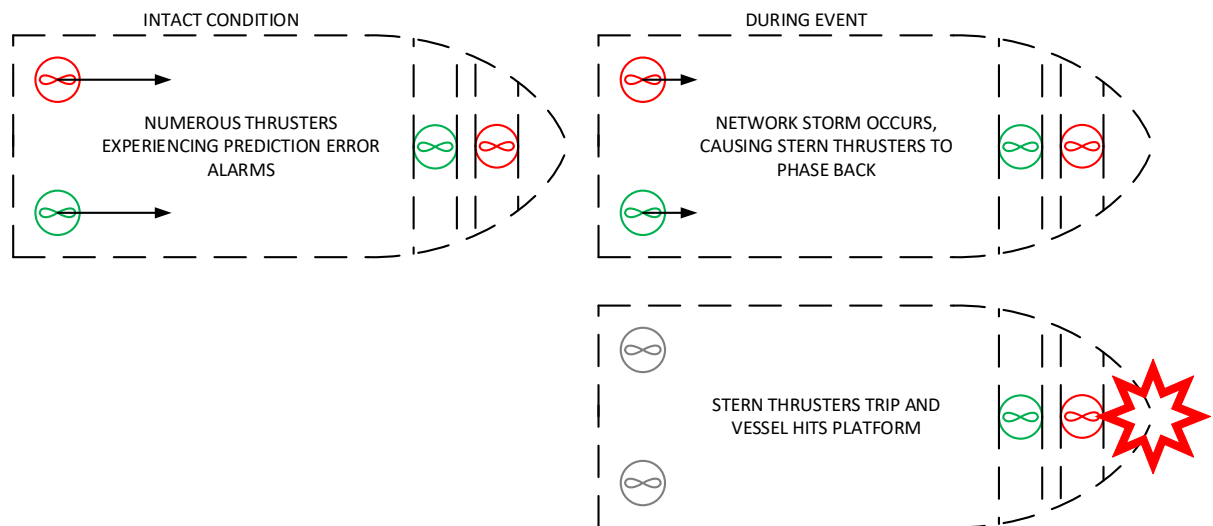 INTACT CONDITION
NUMEROUS THRUSTERS
EXPERIENCING PREDICTION ERROR
ALARMS
DURING EVENT
NETWORK STORM OCCURS,
CAUSING STERN THRUSTERS TO
PHASE BACK
STERN THRUSTERS TRIP AND
VESSEL HITS PLATFORM